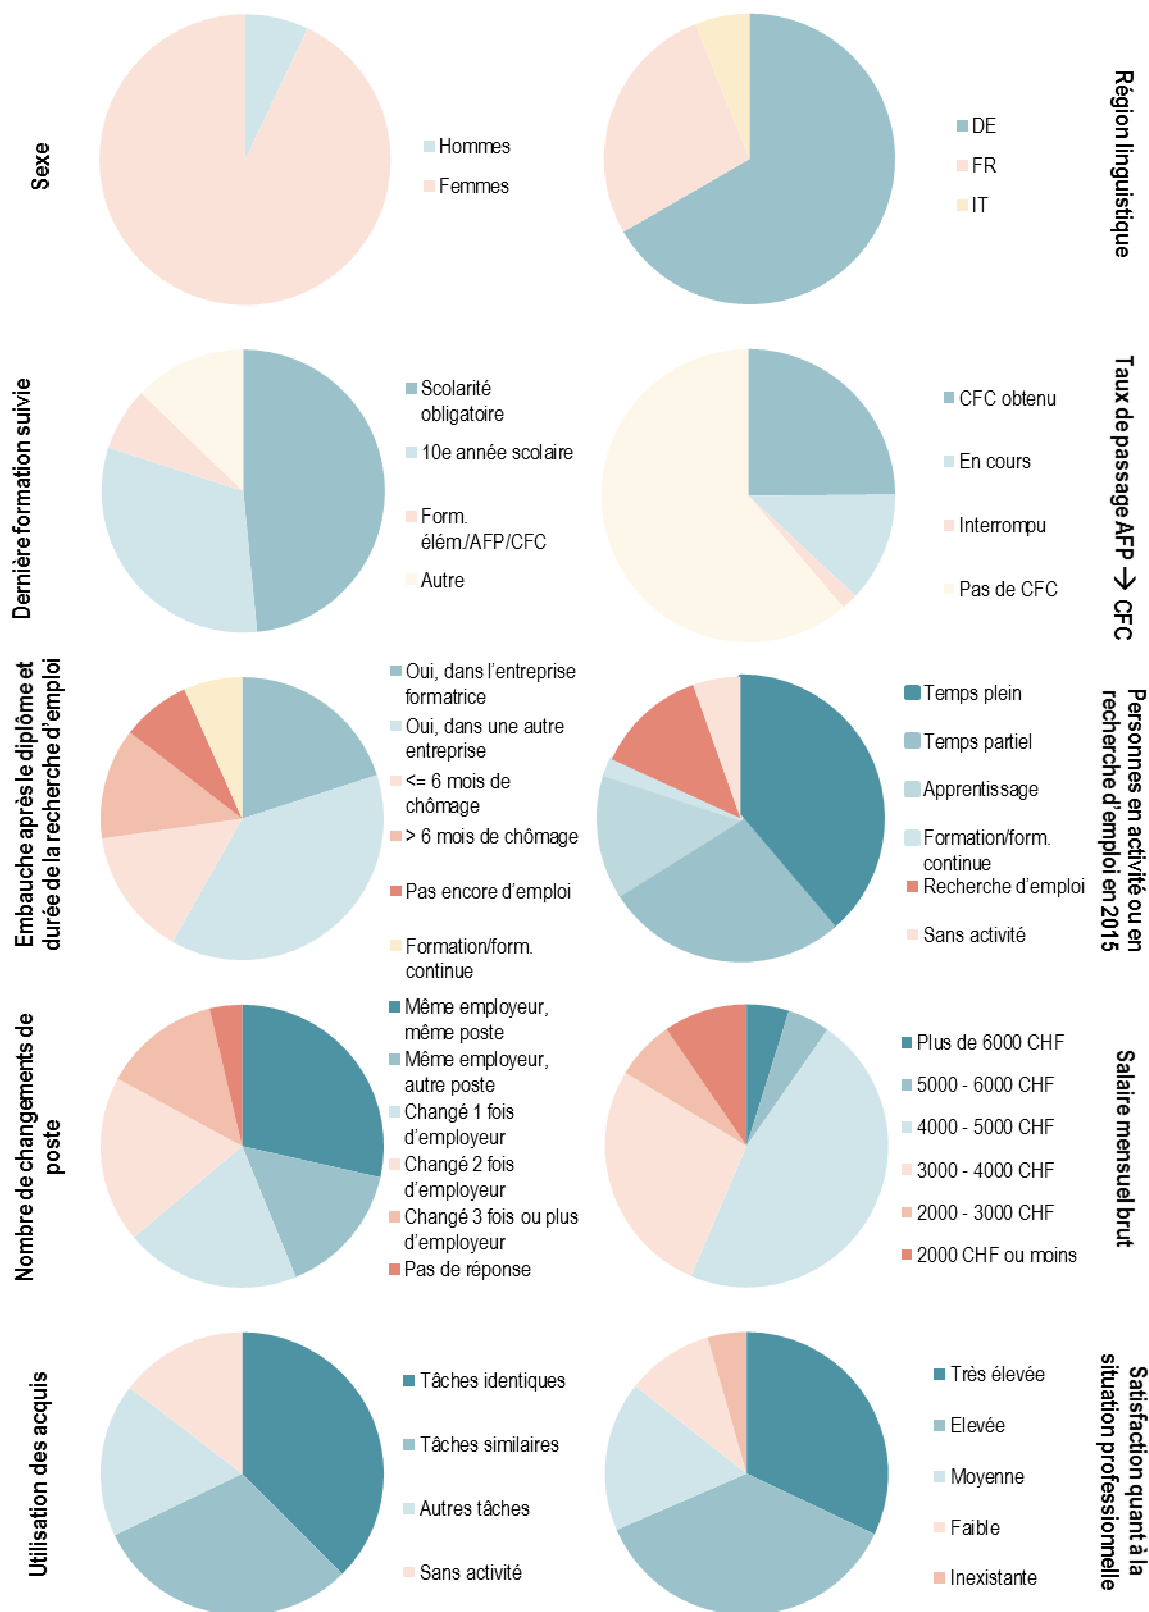 Sexe
Hommes
Femmes
DE
FR
IT
Région linguistique
Dernière formation suivie
Scolarité
obligatoire
10e année scolaire
Form.
élém./AFP/CFC
Autre
CFC obtenu
En cours
Interrompu
Pas de CFC
Taux de passage AFP → CFC
Embauche après le diplôme et
durée de la recherche d'emploi
Oui, dans l'entreprise
formatrice
Oui, dans une autre
entreprise
<= 6 mois de
chômage
> 6 mois de chômage
Pas encore d'emploi
Formation/form.
continue
Temps plein
Temps partiel
Apprentissage
Formation/form.
continue
Recherche d'emploi
Sans activité
Personnes en activité ou en
recherche d'emploi en 2015
Nombre de changements de
poste
Même employeur,
même poste
Même employeur,
autre poste
Changé 1 fois
d'employeur
Changé 2 fois
d'employeur
Changé 3 fois ou plus
d'employeur
Pas de réponse
Plus de 6000 CHF
5000 - 6000 CHF
4000 - 5000 CHF
3000 - 4000 CHF
2000 - 3000 CHF
2000 CHF ou moins
Salaire mensuel brut
Utilisation des acquis
Tâches identiques
Tâches similaires
Autres tâches
Sans activité
Très élevée
Elevée
Moyenne
Faible
Inexistante
Satisfaction quant à la
situation professionnelle